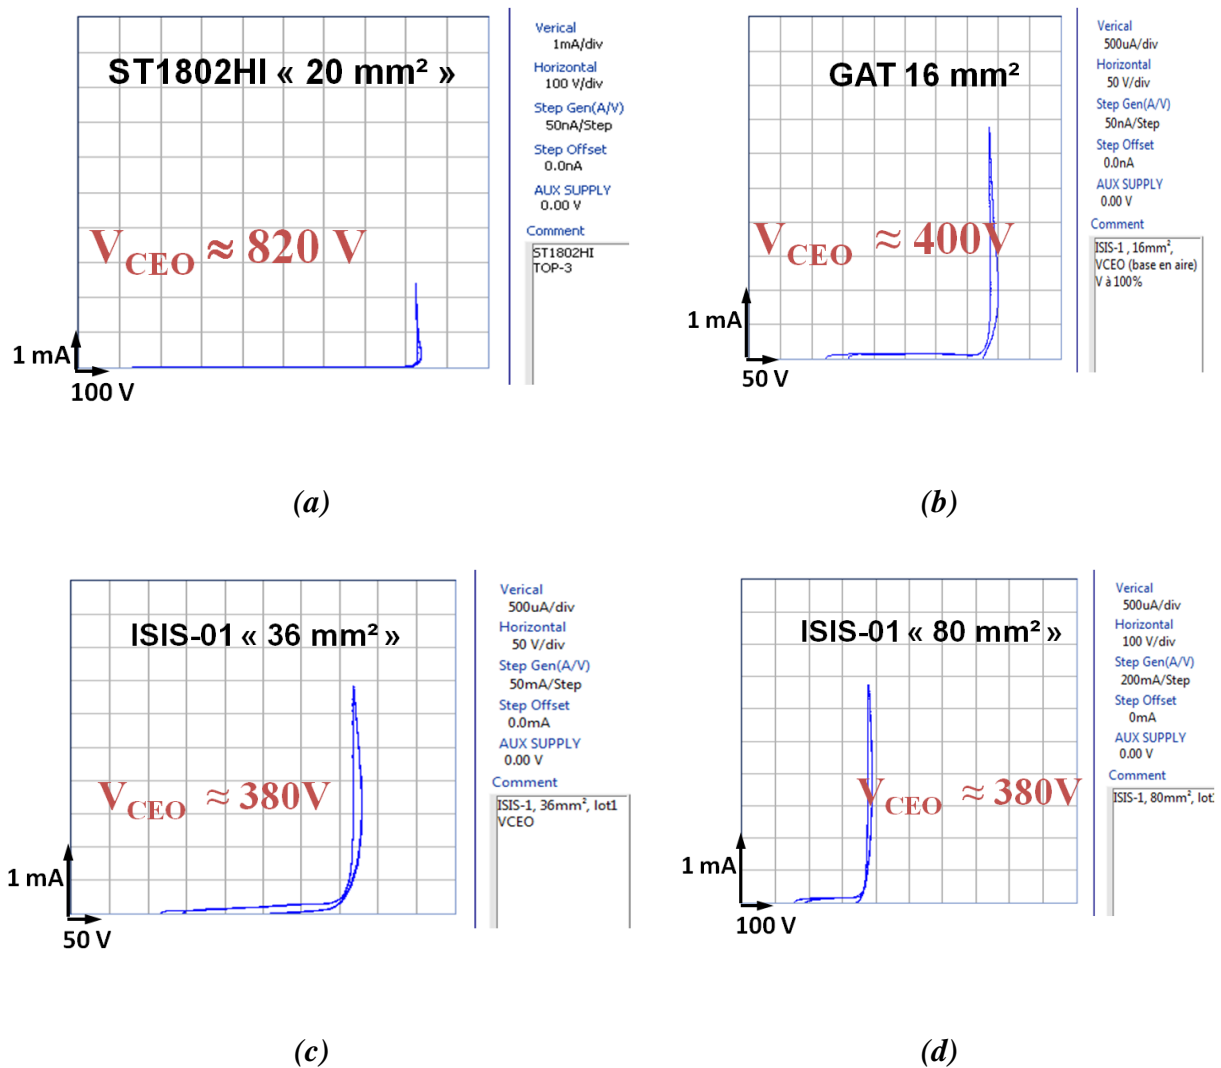 ST1802HI « 20 mm² »
V_CEO ≈ 820 V
1 mA
100 V
Verical
1mA/div
Horizontal
100 V/div
Step Gen(A/V)
50nA/Step
Step Offset
0.0nA
AUX SUPPLY
0.00 V
Comment
ST1802HI
TOP-3
(a)
GAT 16 mm²
V_CEO ≈ 400V
1 mA
50 V
Verical
500uA/div
Horizontal
50 V/div
Step Gen(A/V)
50nA/Step
Step Offset
0.0nA
AUX SUPPLY
0.00 V
Comment
ISIS-1 , 16mm²,
VCEO (base en aire)
V à 100%
(b)
ISIS-01 « 36 mm² »
V_CEO ≈ 380V
1 mA
50 V
Verical
500uA/div
Horizontal
50 V/div
Step Gen(A/V)
50mA/Step
Step Offset
0.0mA
AUX SUPPLY
0.00 V
Comment
ISIS-1, 36mm², lot1
VCEO
(c)
ISIS-01 « 80 mm² »
V_CEO ≈ 380V
1 mA
100 V
Verical
500uA/div
Horizontal
100 V/div
Step Gen(A/V)
200mA/Step
Step Offset
0mA
AUX SUPPLY
0.00 V
Comment
ISIS-1, 80mm², lot
(d)